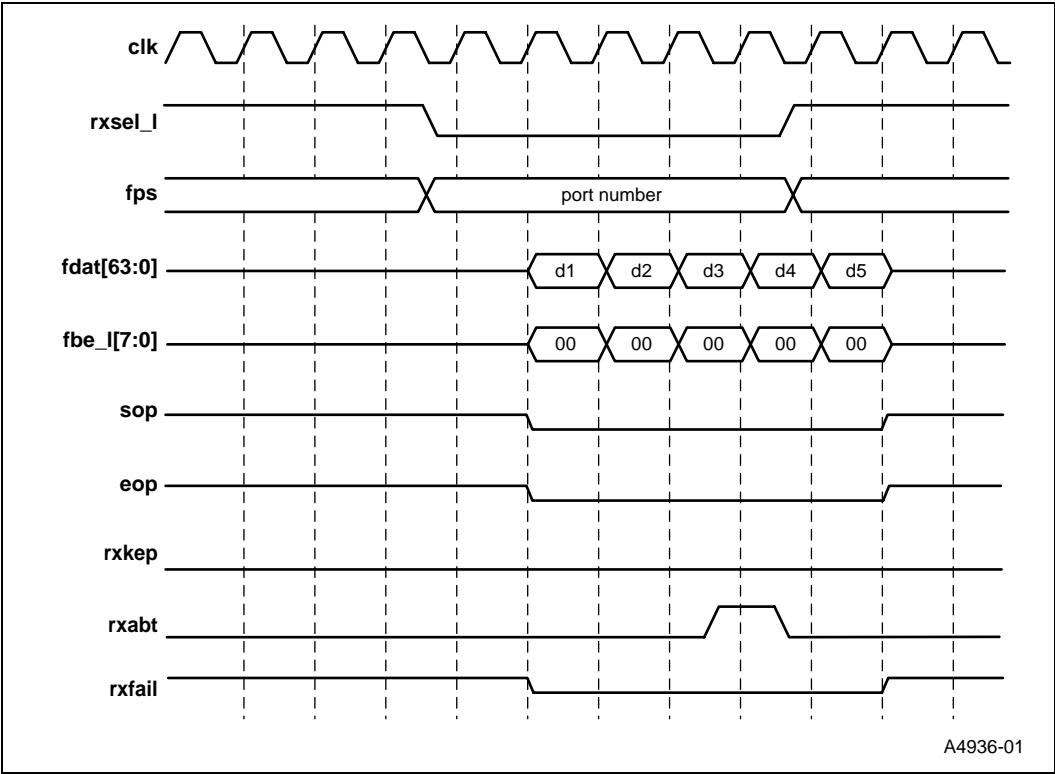 clk
rxsel_l
fps port number
fdat[63:0] d1 d2 d3 d4 d5
fbe_l[7:0] 00 00 00 00 00
sop
eop
rxkep
rxabt
rxfail
A4936-01